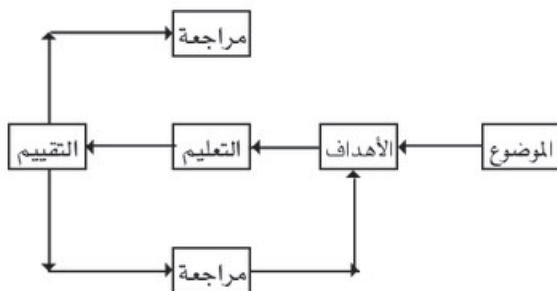 مراجعة
الموضوع
الأهداف
التعليم
التقييم
مراجعة